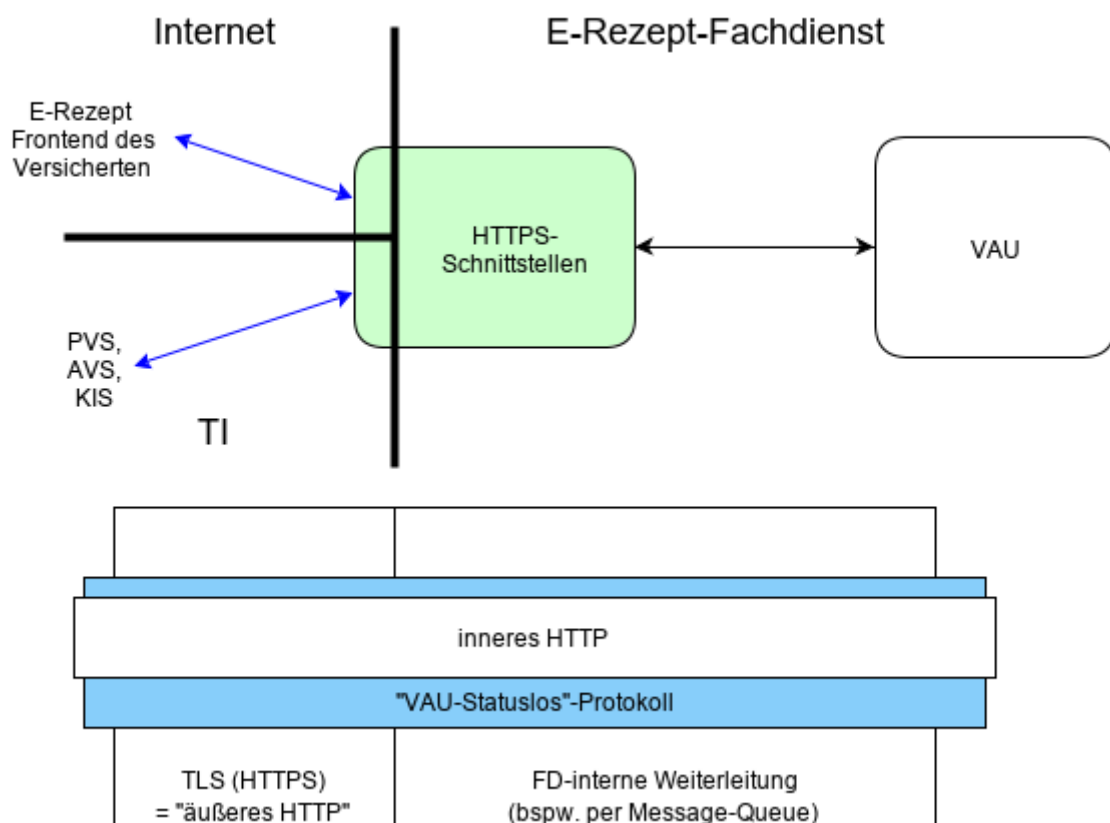 Internet
E-Rezept-Fachdienst
E-Rezept
Frontend des
Versicherten
HTTPS-
Schnittstellen
VAU
PVS,
AVS,
KIS
TI
inneres HTTP
"VAU-Statuslos"-Protokoll
TLS (HTTPS)
= "äußeres HTTP"
FD-interne Weiterleitung
(bspw. per Message-Queue)